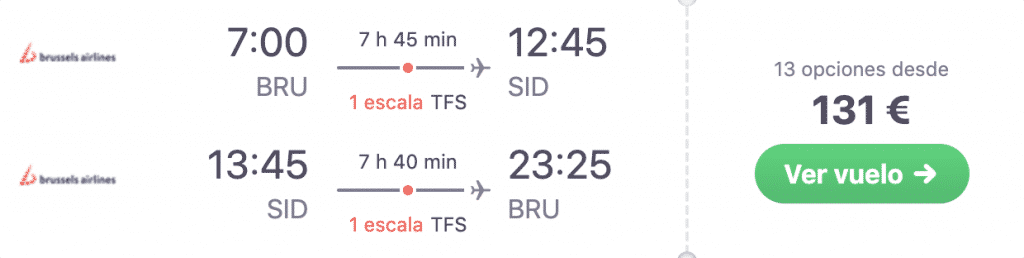 7:00
7 h 45 min
12:45
brussels airlines
BRU
SID
1 escala TFS
13 opciones desde
131 €
Ver vuelo →
13:45
7 h 40 min
23:25
brussels airlines
SID
BRU
1 escala TFS